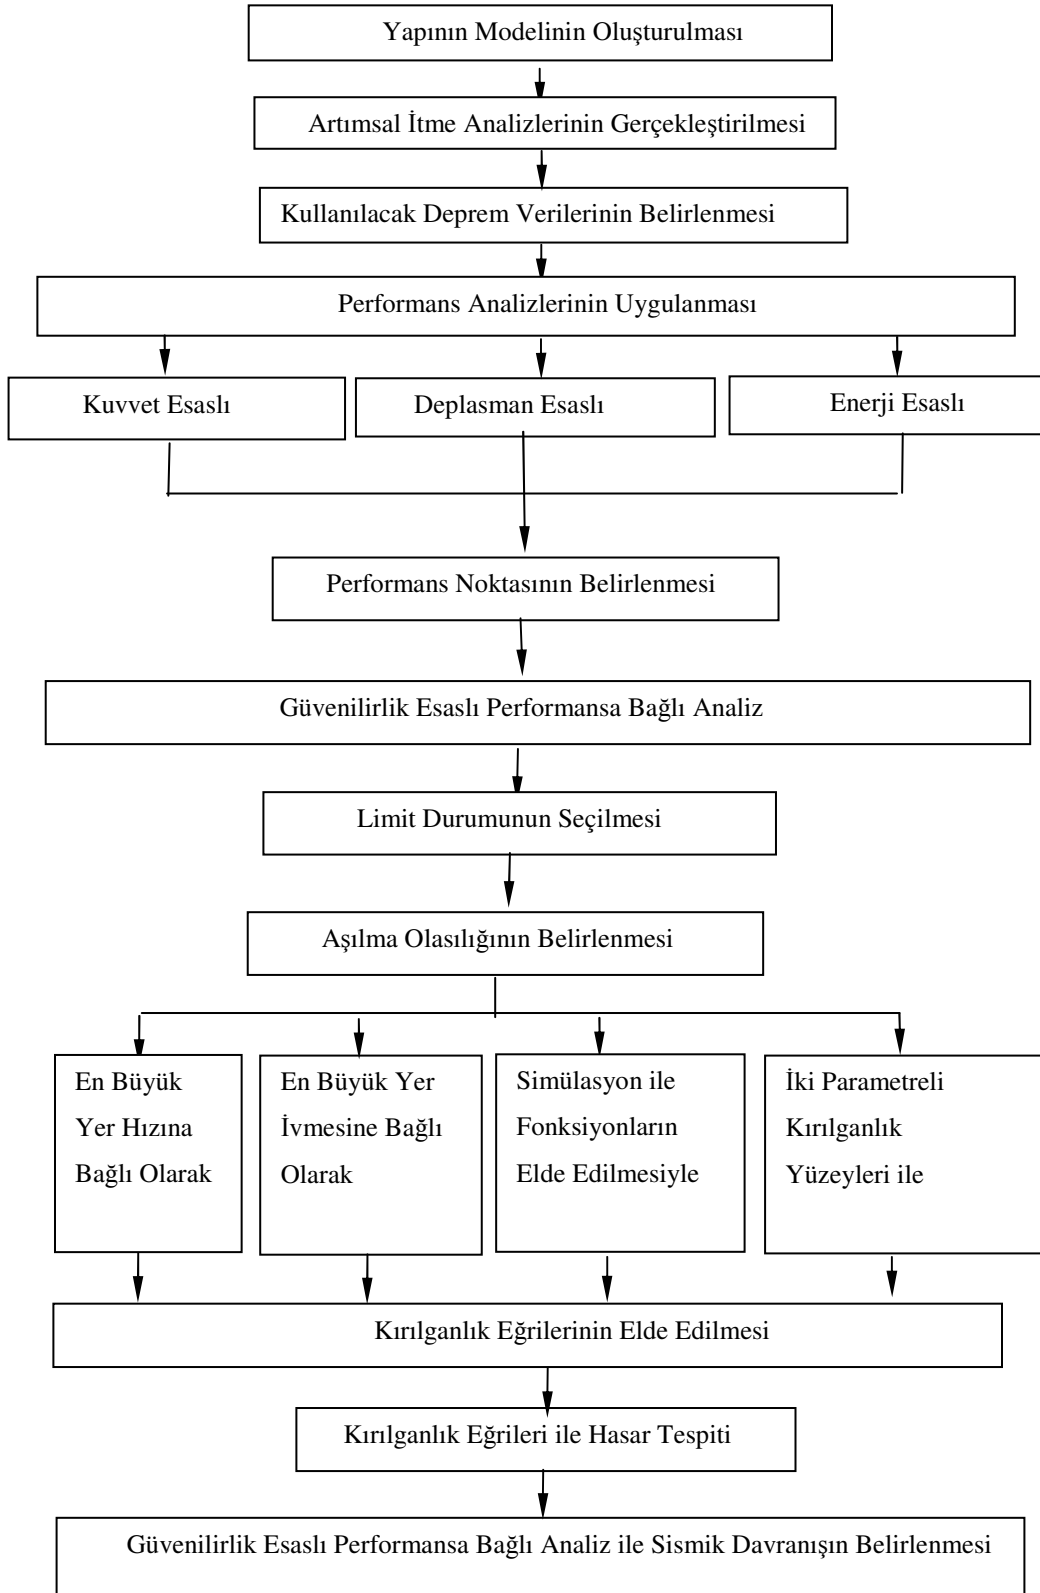 Yapının Modelinin Oluşturulması
Artımsal İtme Analizlerinin Gerçekleştirilmesi
Kullanılacak Deprem Verilerinin Belirlenmesi
Performans Analizlerinin Uygulanması
Kuvvet Esaslı
Deplasman Esaslı
Enerji Esaslı
Performans Noktasının Belirlenmesi
Güvenilirlik Esaslı Performansa Bağlı Analiz
Limit Durumunun Seçilmesi
Aşılma Olasılığının Belirlenmesi
En Büyük
Yer Hızına
Bağlı Olarak
En Büyük Yer
İvmesine Bağlı
Olarak
Simülasyon ile
Fonksiyonların
Elde Edilmesiyle
İki Parametreli
Kırılganlık
Yüzeyleri ile
Kırılganlık Eğrilerinin Elde Edilmesi
Kırılganlık Eğrileri ile Hasar Tespiti
Güvenilirlik Esaslı Performansa Bağlı Analiz ile Sismik Davranışın Belirlenmesi